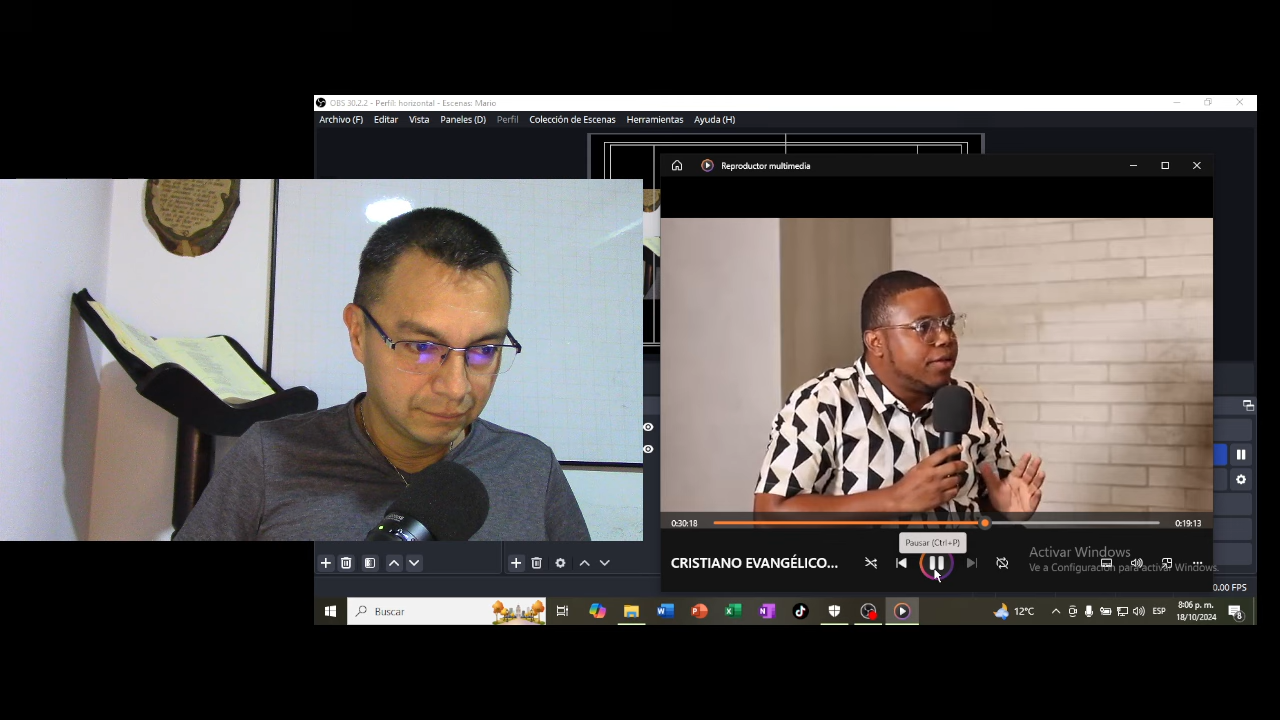 OBS 30.2.2 - Perfil: horizontal - Escenas: Mario
Archivo (F) Editar Vista Paneles (D) Perfil Colección de Escenas Herramientas Ayuda (H)
Reproductor multimedia
0:30:18 0:19:13
Pausar (Ctrl+P)
CRISTIANO EVANGÉLICO...
Activar Windows
Ve a Configuración para activar Windows.
0.00 FPS
Buscar
12°C
ESP
8:06 p. m.
18/10/2024